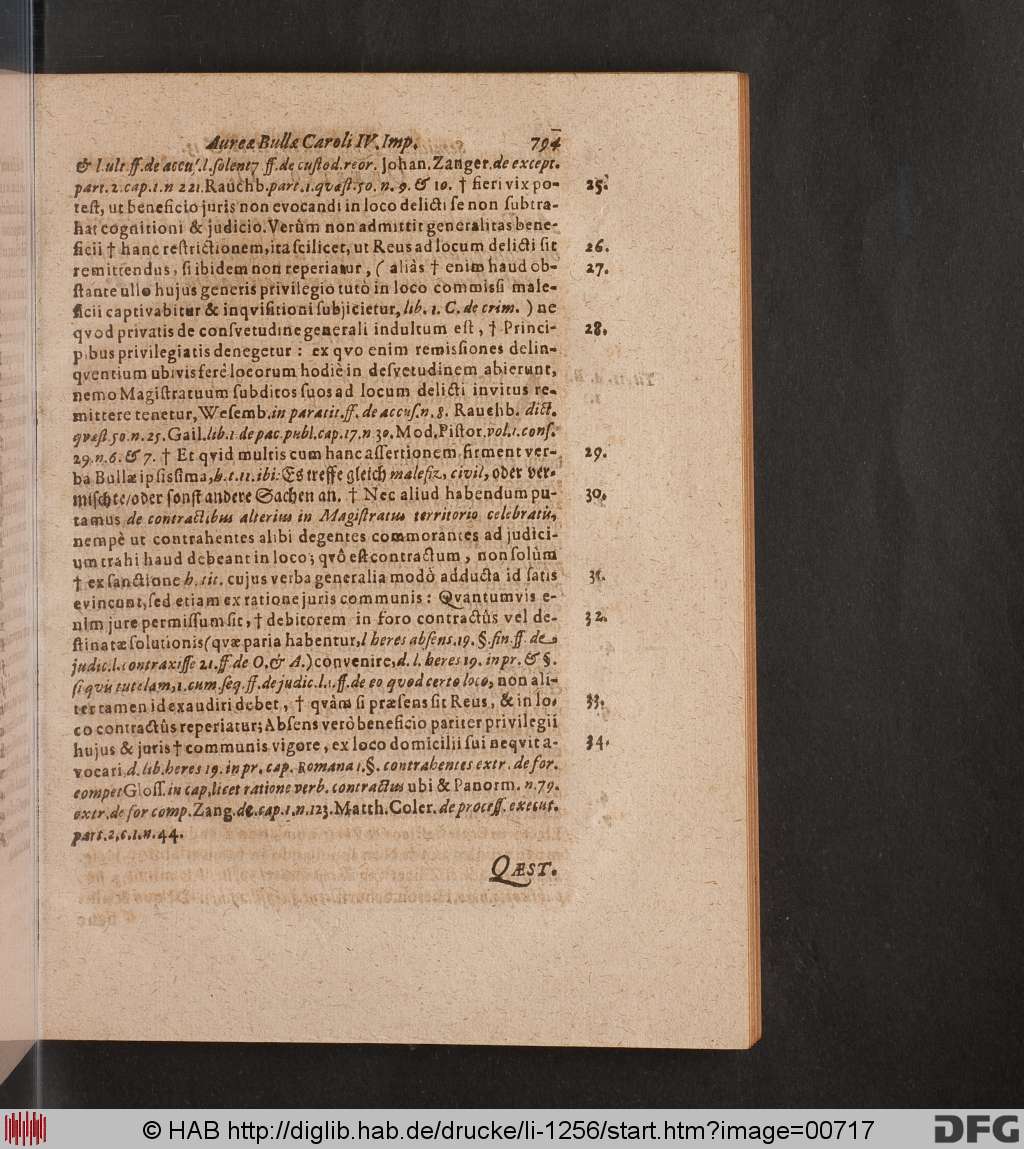 Aureæ Bullæ Caroli IV. Imp. 794
& l. ult. ff. de accu'. l. solent 7 ff. de custod. reor. Johan. Zanger. de except.
part. 2. cap. 1. n 221. Rauchb. part. 1. qvæst. 50. n. 9. & 10. † fieri vix po- 25.
test, ut beneficio juris non evocandi in loco delicti se non subtra-
hat cognitioni & judicio. Verùm non admittit generalitas bene-
ficii † hanc restrictionem, ita scilicet, ut Reus ad locum delicti sit 26.
remittendus, si ibidem non reperiatur, ( aliàs † enim haud ob- 27.
stante ullo hujus generis privilegio tutò in loco commissi male-
ficii captivabitur & inqvisitioni subjicietur, lib. 1. C. de crim. ) ne
qvod privatis de consvetudine generali indultum est, † Princi- 28.
pibus privilegiatis denegetur : ex qvo enim remissiones delin-
qventium ubivis ferè locorum hodiè in desvetudinem abierunt,
nemo Magistratuum subditos suos ad locum delicti invitus re-
mittere tenetur, Wesemb. in paratit. ff. de accus. n. 8. Rauchb. dict.
qvæst. 50. n. 25. Gail. lib. 1 de pac. publ. cap. 17. n 30. Mod. Pistor. vol. 1. cons.
29. n. 6. & 7. † Et qvid multis cum hanc assertionem firment ver- 29.
ba Bullæ ipsissima, h. t. 11. ibi: Es treffe gleich malefiz, civil, oder ver-
mischte/oder sonst andere Sachen an. † Nec aliud habendum pu- 30.
tamus de contractibus alterius in Magistratus territorio celebratis,
nempè ut contrahentes alibi degentes commorantes ad judici-
um trahi haud debeant in loco; qvô est contractum, non solùm
† ex sanctione h. tit. cujus verba generalia modò adducta id satis 31.
evincunt, sed etiam ex ratione juris communis: Qvantumvis e-
nim jure permissum sit, † debitorem in foro contractûs vel de- 32.
stinatæ solutionis (qvæ paria habentur, l heres absens. 19. §. fin. ff. de
judic. l. contraxisse 21. ff. de O. & A.) convenire, d. l. heres 19. in pr. & §.
si qvis tutelam, 1. cum seq. ff. de judic. l. 1. ff. de eo quod certo loco, non ali-
ter tamen id exaudiri debet, † qvàm si præsens sit Reus, & in lo- 33.
co contractûs reperiatur; Absens verò beneficio pariter privilegii
hujus & juris † communis vigore, ex loco domicilii sui neqvit a- 34.
vocari d. lib. heres 19. in pr. cap. Romana 1. §. contrahentes extr. de for.
compet Gloss. in cap, licet ratione verb. contractus ubi & Panorm. n. 79.
extr. de for comp. Zang. de. cap. 1. n. 123. Matth. Coler. de process. execut.
part. 2, c. 1. n. 44.
QÆST.
© HAB http://diglib.hab.de/drucke/li-1256/start.htm?image=00717
DFG